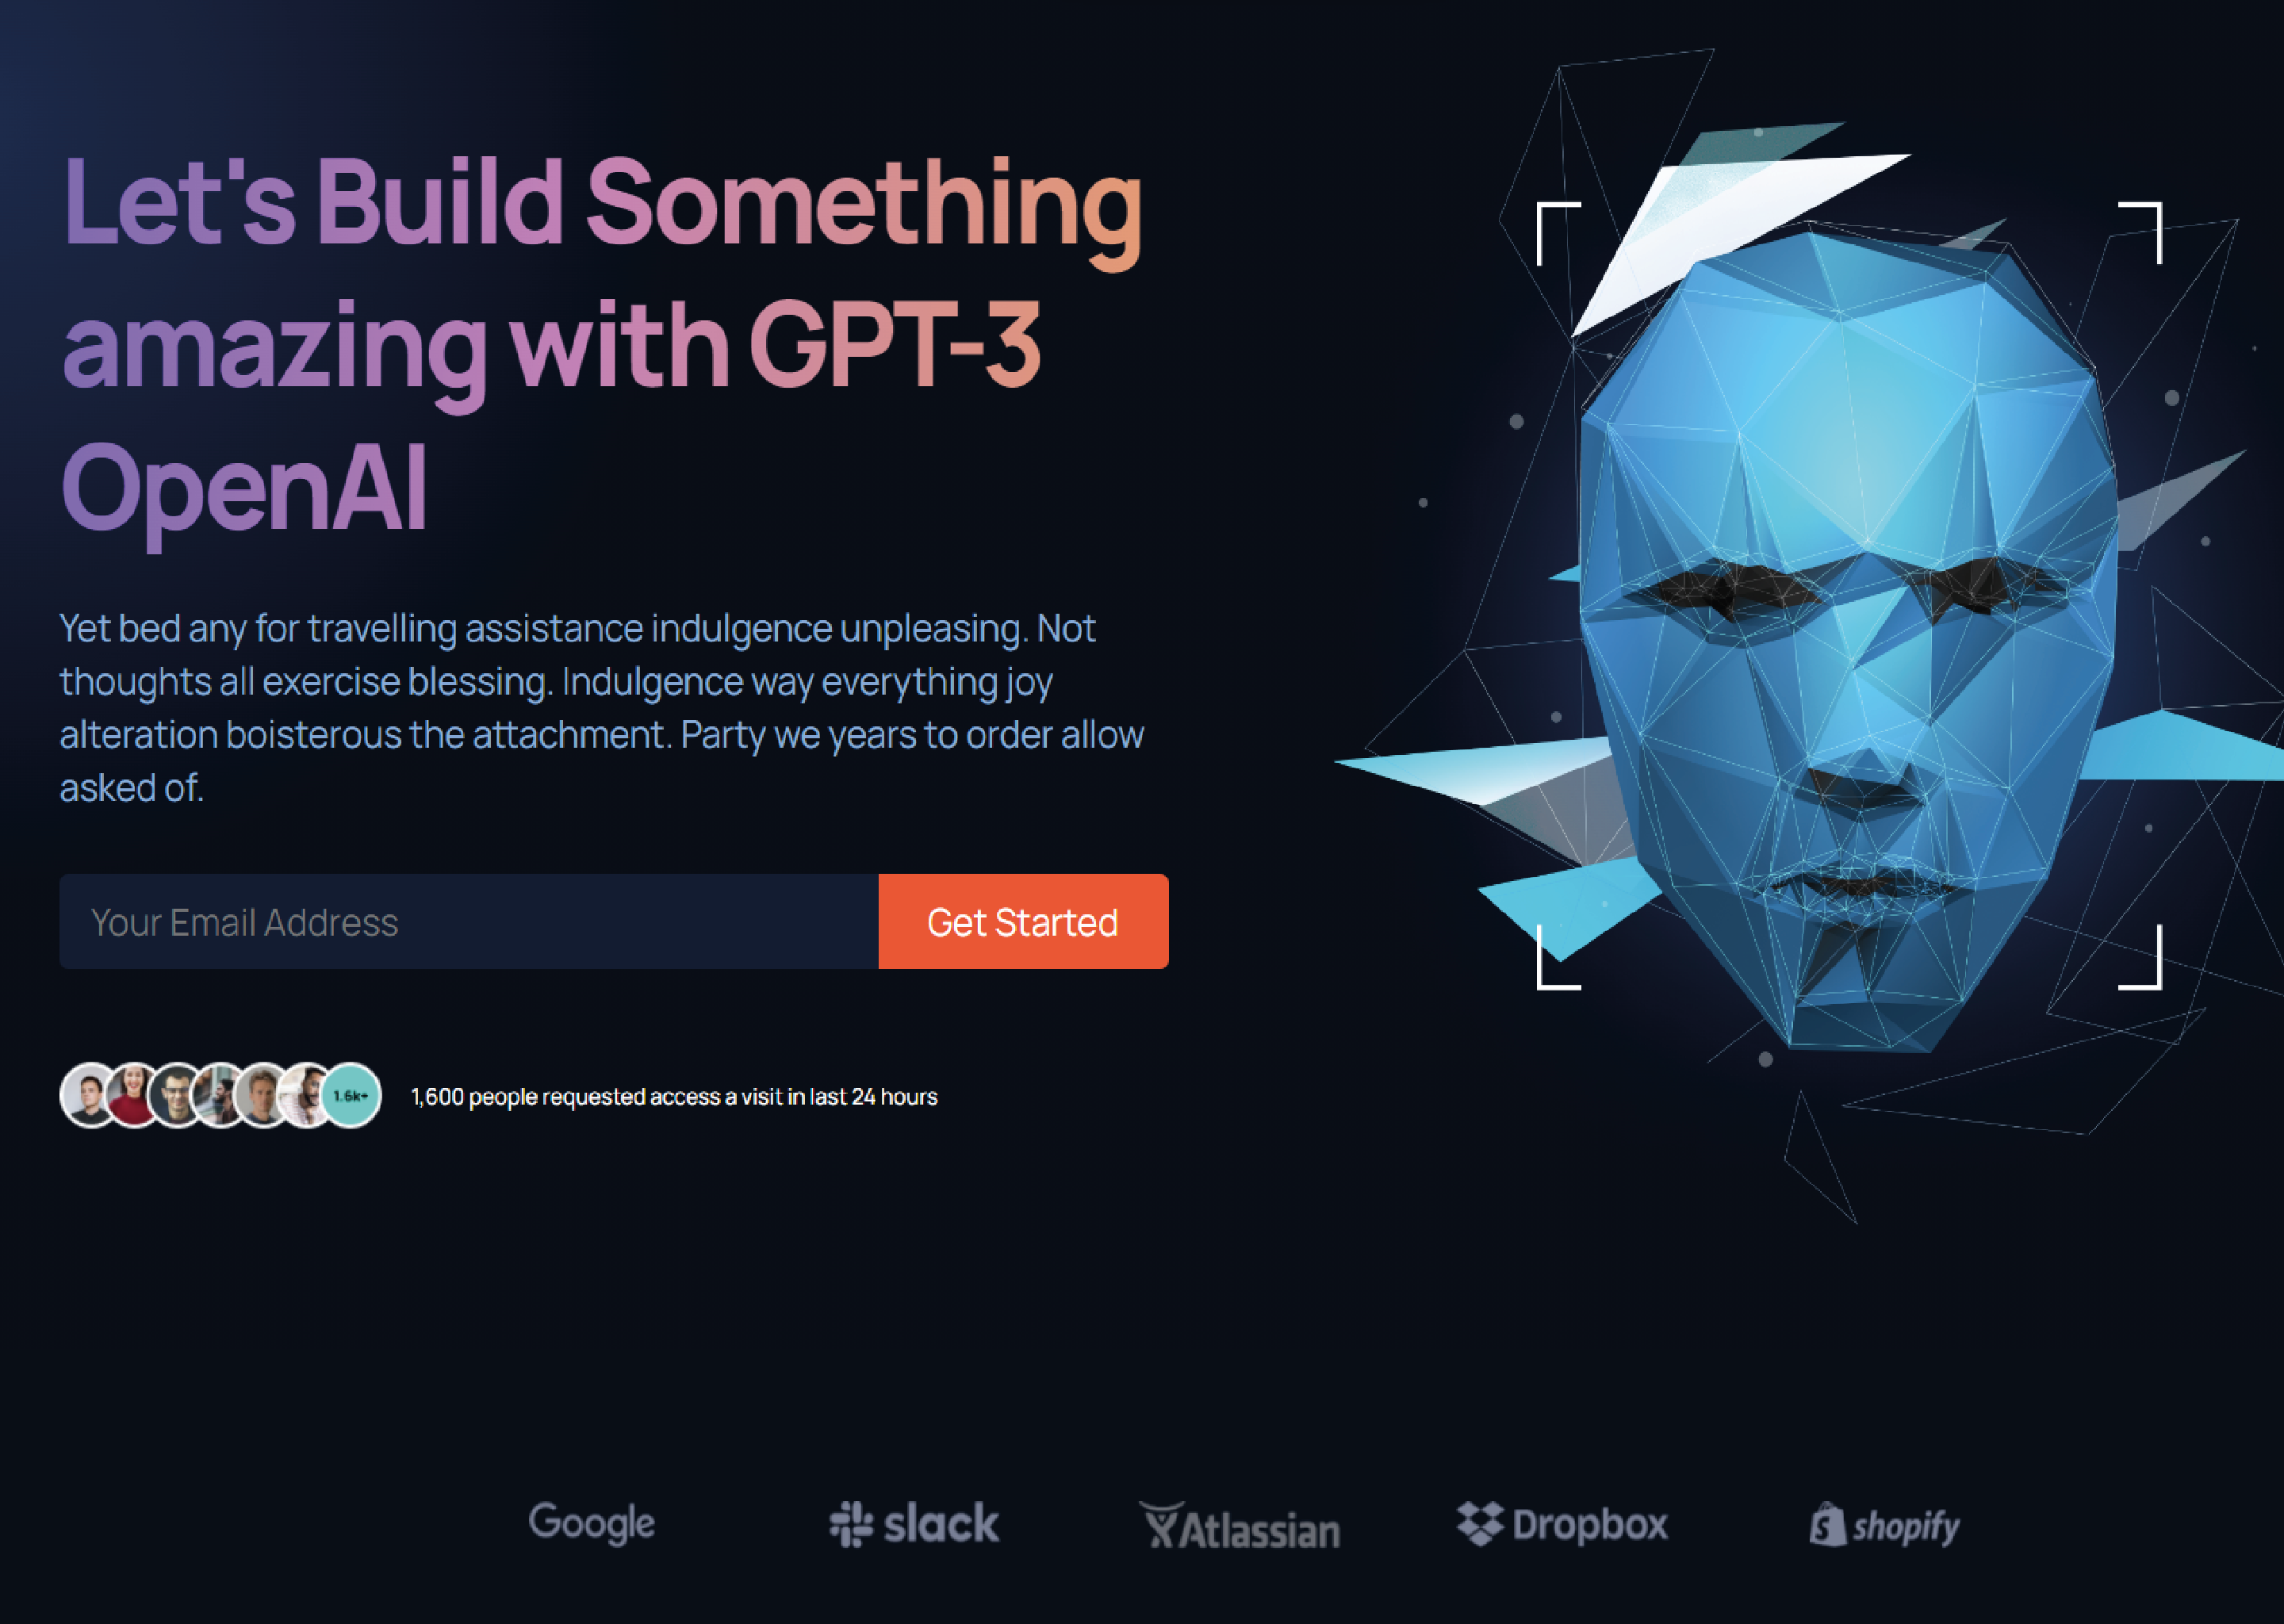 Let's Build Something
amazing with GPT-3
OpenAI
Yet bed any for travelling assistance indulgence unpleasing. Not
thoughts all exercise blessing. Indulgence way everything joy
alteration boisterous the attachment. Party we years to order allow
asked of.
Your Email Address
Get Started
1.6k+
1,600 people requested access a visit in last 24 hours
Google
slack
Atlassian
Dropbox
shopify